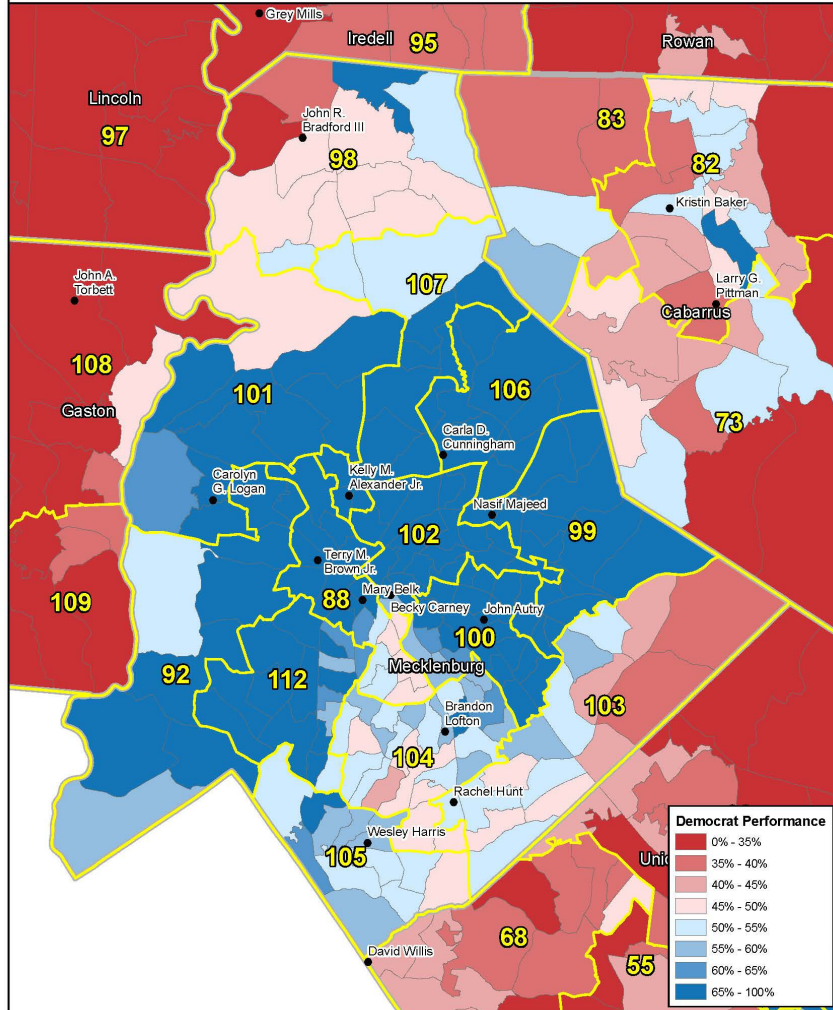 Grey Mills
Iredell
95
Rowan
Lincoln
97
John R.
Bradford III
98
83
82
Kristin Baker
John A.
Torbett
107
Larry G.
Pittman
Cabarrus
108
Gaston
101
106
73
Carla D.
Cunningham
Carolyn
G. Logan
Kelly M.
Alexander Jr.
Nasif Majeed
102
99
Terry M.
Brown Jr.
109
88
Mary Belk
Becky Carney
John Autry
100
Mecklenburg
92
112
103
Brandon
Lofton
104
Rachel Hunt
Wesley Harris
105
David Willis
68
55
Democrat Performance
0% - 35%
35% - 40%
40% - 45%
45% - 50%
50% - 55%
55% - 60%
60% - 65%
65% - 100%